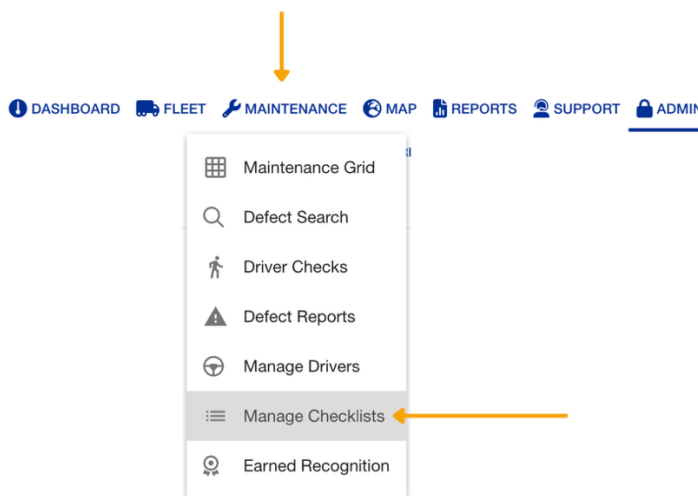 DASHBOARD FLEET MAINTENANCE MAP REPORTS SUPPORT ADMIN
Maintenance Grid
Defect Search
Driver Checks
Defect Reports
Manage Drivers
Manage Checklists
Earned Recognition